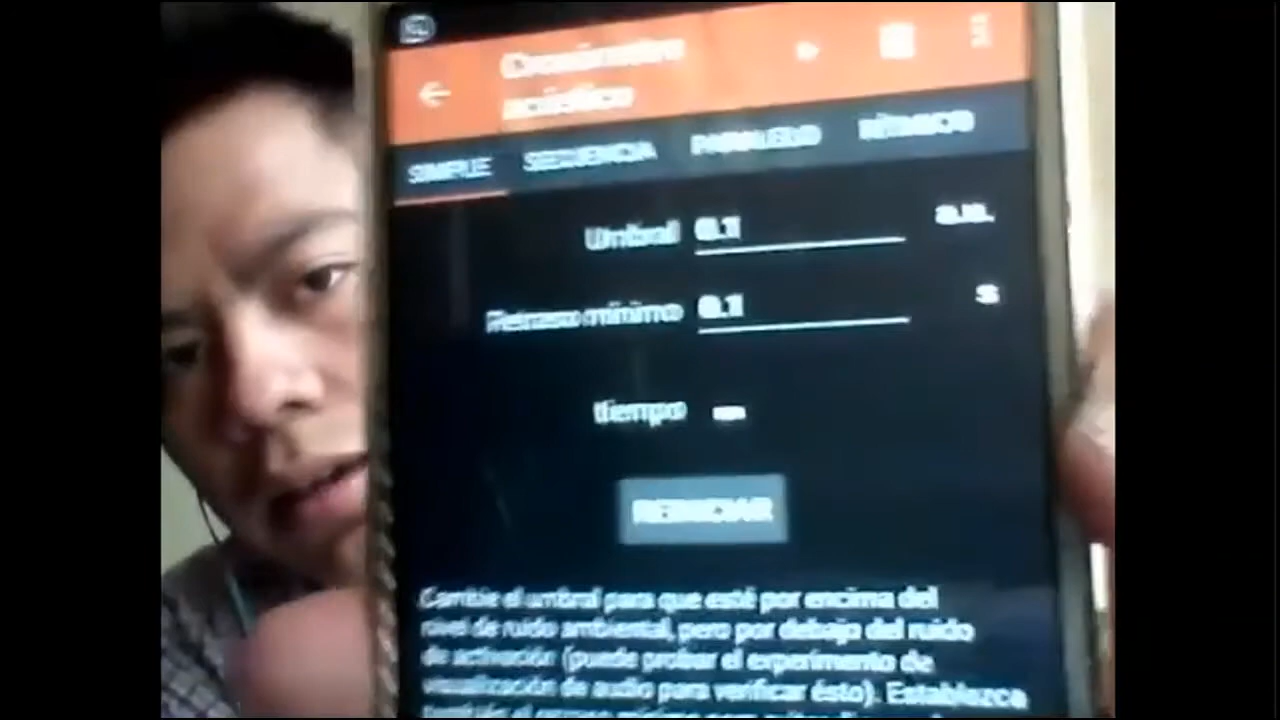 Cronómetro
acústico
SIMPLE SECUENCIA PARALELO RÍTMICO
Umbral 0.1 a.u.
Retraso mínimo 0.1 s
tiempo
REINICIAR
Cambie el umbral para que esté por encima del
nivel de ruido ambiental, pero por debajo del ruido
de activación (puede probar el experimento de
visualización de audio para verificar ésto). Establezca